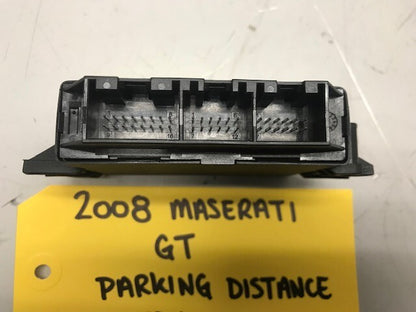 2008 MASERATI
GT
PARKING DISTANCE